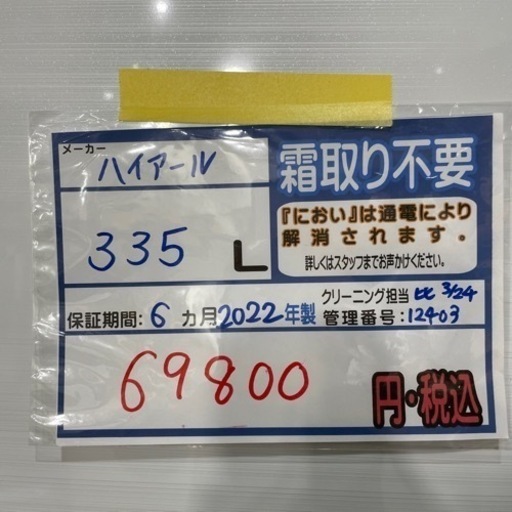 メーカー
ハイアール
霜取り不要
335 L
『におい』は通電により
解消されます。
詳しくはスタッフまでお声かけください。
保証期間:6カ月 2022年製
クリーニング担当 比 3/24
管理番号:12403
69800
円・税込